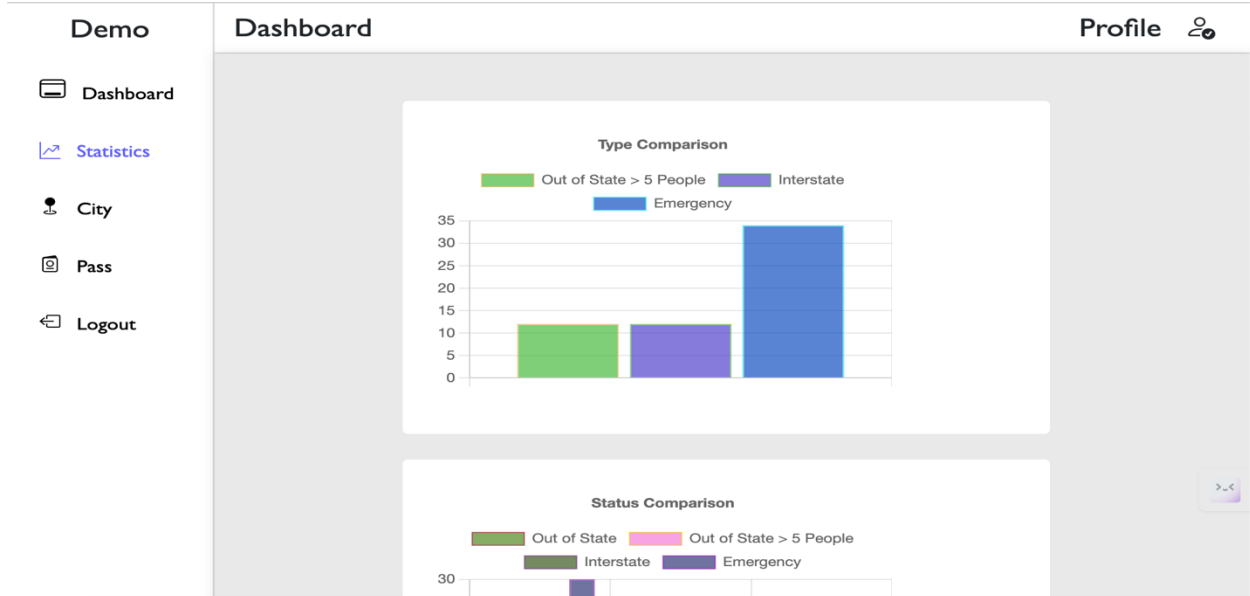 Demo
Dashboard
Profile
Dashboard
Statistics
City
Pass
Logout
Type Comparison
Out of State > 5 People Interstate
Emergency
35
30
25
20
15
10
5
0
>_<
Status Comparison
Out of State Out of State > 5 People
Interstate Emergency
30